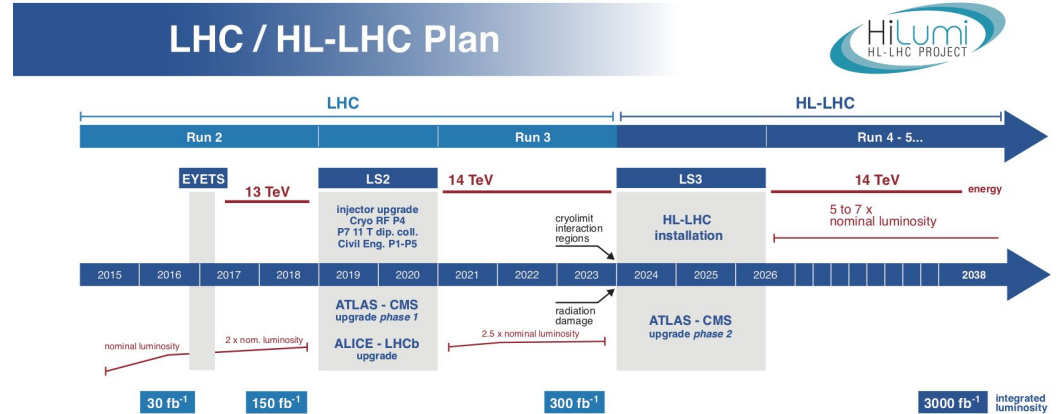 LHC / HL-LHC Plan
HiLumi
HL-LHC PROJECT
LHC
HL-LHC
Run 2
Run 3
Run 4 - 5...
EYETS
13 TeV
LS2
14 TeV
LS3
14 TeV
energy
injector upgrade
Cryo RF P4
P7 11 T dip. coll.
Civil Eng. P1-P5
cryolimit
interaction
regions
HL-LHC
installation
5 to 7 x
nominal luminosity
2015
2016
2017
2018
2019
2020
2021
2022
2023
2024
2025
2026
2038
nominal luminosity
2 x nom. luminosity
ATLAS - CMS
upgrade phase 1
ALICE - LHCb
upgrade
2.5 x nominal luminosity
radiation
damage
ATLAS - CMS
upgrade phase 2
30 fb⁻¹
150 fb⁻¹
300 fb⁻¹
3000 fb⁻¹
integrated
luminosity